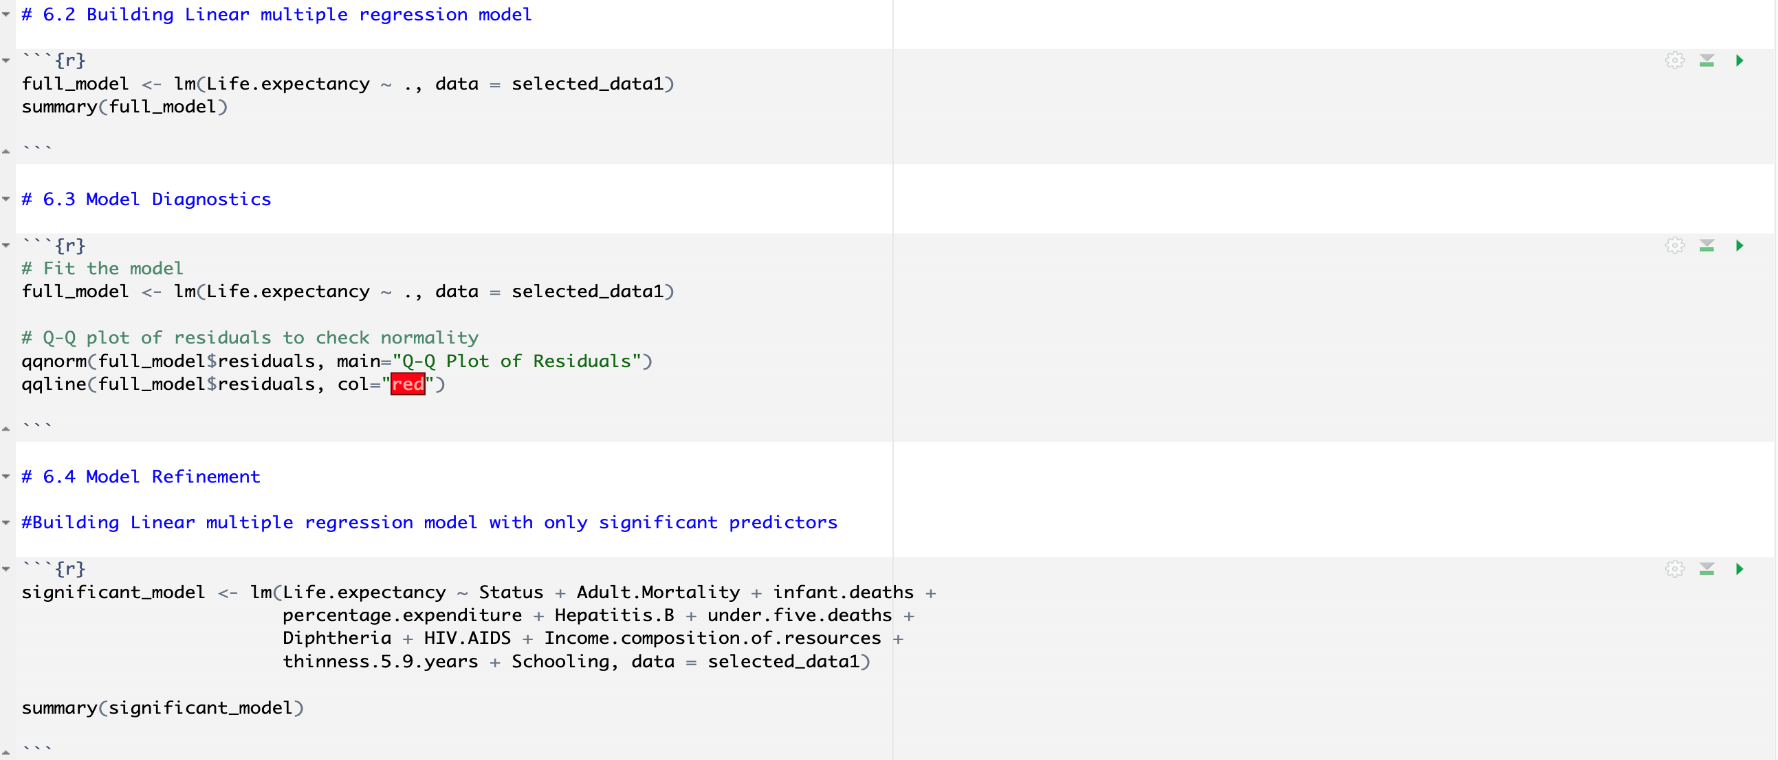 # 6.2 Building Linear multiple regression model
```{r}
full_model <- lm(Life.expectancy ~ ., data = selected_data1)
summary(full_model)
```
# 6.3 Model Diagnostics
```{r}
# Fit the model
full_model <- lm(Life.expectancy ~ ., data = selected_data1)
# Q-Q plot of residuals to check normality
qqnorm(full_model$residuals, main="Q-Q Plot of Residuals")
qqline(full_model$residuals, col="red")
```
# 6.4 Model Refinement
#Building Linear multiple regression model with only significant predictors
```{r}
significant_model <- lm(Life.expectancy ~ Status + Adult.Mortality + infant.deaths +
percentage.expenditure + Hepatitis.B + under.five.deaths +
Diphtheria + HIV.AIDS + Income.composition.of.resources +
thinness.5.9.years + Schooling, data = selected_data1)
summary(significant_model)
```